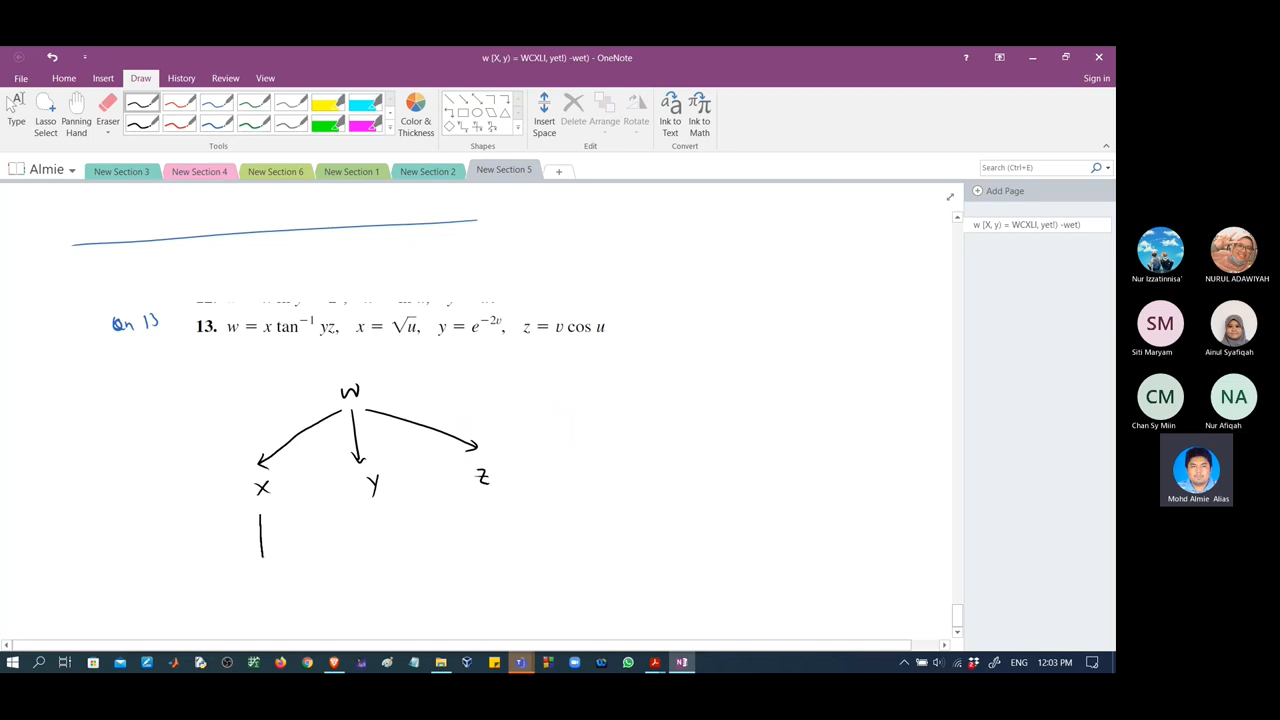 w [X, y) = WCXLI, yet!) -wet) - OneNote
?
File Home Insert Draw History Review View Sign in
Type Lasso Select Panning Hand Eraser Color & Thickness Insert Space Delete Arrange Rotate Ink to Text Ink to Math
Tools Shapes Edit Convert
Almie New Section 3 New Section 4 New Section 6 New Section 1 New Section 2 New Section 5 + Search (Ctrl+E)
Add Page
w [X, y) = WCXLI, yet!) -wet)
Qn 13 13. w = x tan⁻¹ yz, x = √u, y = e⁻²ᵛ, z = v cos u
w
x y z
Nur Izzatinnisa' NURUL ADAWIYAH
SM
Siti Maryam Ainul Syafiqah
CM NA
Chan Sy Miin Nur Afiqah
Mohd Almie Alias
ENG 12:03 PM